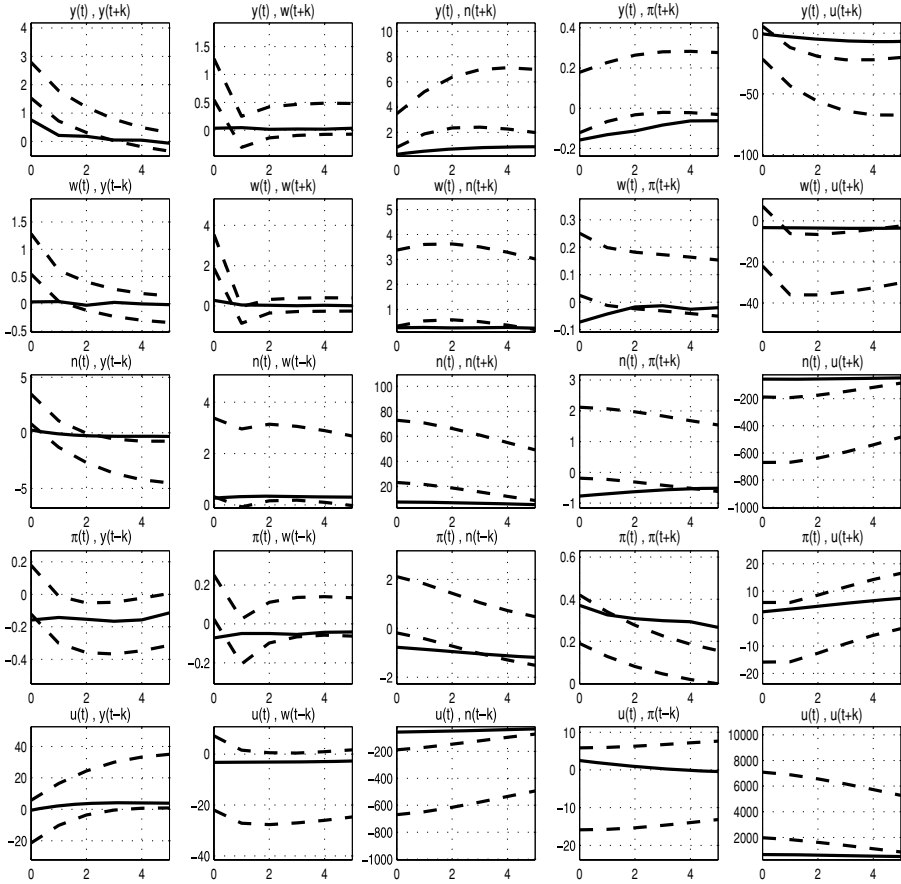 y(t) , y(t+k) y(t) , w(t+k) y(t) , n(t+k) y(t) , π(t+k) y(t) , u(t+k)
4 3 2 1 0
1.5 1 0.5 0
10 8 6 4 2
0.6 0.4 0.2 0 −0.2
0 −50 −100
0 2 4 0 2 4 0 2 4 0 2 4 0 2 4
w(t) , y(t−k) w(t) , w(t+k) w(t) , n(t+k) w(t) , π(t+k) w(t) , u(t+k)
1.5 1 0.5 0 −0.5
4 2 0
5 4 3 2 1
0.3 0.2 0.1 0 −0.1
0 −20 −40
0 2 4 0 2 4 0 2 4 0 2 4 0 2 4
n(t) , y(t−k) n(t) , w(t−k) n(t) , n(t+k) n(t) , π(t+k) n(t) , u(t+k)
5 0 −5
4 2 0
100 80 60 40 20
3 2 1 0 −1
−200 −400 −600 −800 −1000
0 2 4 0 2 4 0 2 4 0 2 4 0 2 4
π(t) , y(t−k) π(t) , w(t−k) π(t) , n(t−k) π(t) , π(t+k) π(t) , u(t+k)
0.2 0 −0.2 −0.4
0.4 0.2 0 −0.2
2 0 −2
0.6 0.4 0.2 0
20 10 0 −10 −20
0 2 4 0 2 4 0 2 4 0 2 4 0 2 4
u(t) , y(t−k) u(t) , w(t−k) u(t) , n(t−k) u(t) , π(t−k) u(t) , u(t+k)
40 20 0 −20
0 −20 −40
−200 −400 −600 −800 −1000
10 0 −10 −20
10000 8000 6000 4000 2000
0 2 4 0 2 4 0 2 4 0 2 4 0 2 4